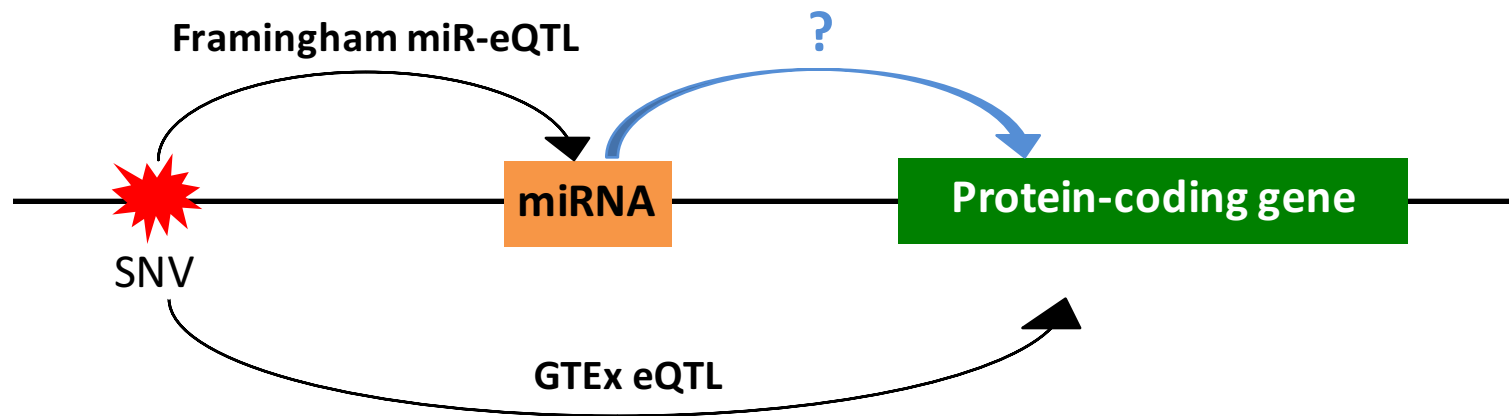 Framingham miR-eQTL
?
miRNA
Protein-coding gene
SNV
GTEx eQTL